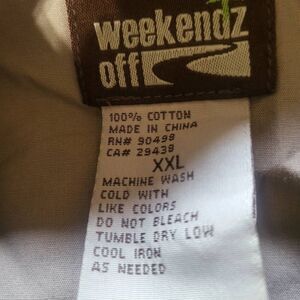 weekendz
off
100% COTTON
MADE IN CHINA
RN# 90498
CA# 29438
XXL
MACHINE WASH
COLD WITH
LIKE COLORS
DO NOT BLEACH
TUMBLE DRY LOW
COOL IRON
AS NEEDED